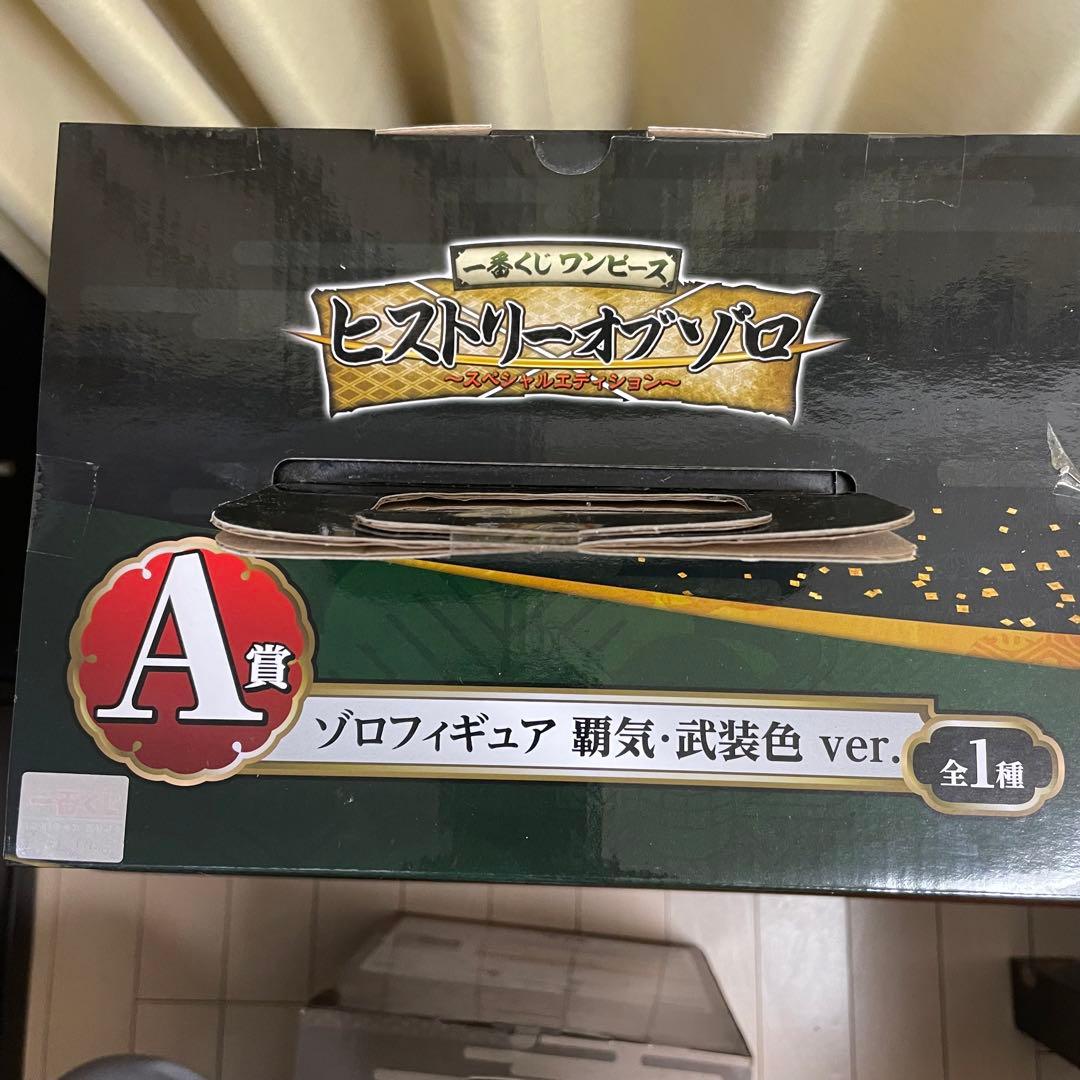 一番くじ ワンピース
ヒストリーオブゾロ
～スペシャルエディション～
A賞
ゾロフィギュア 覇気・武装色 ver.
全1種